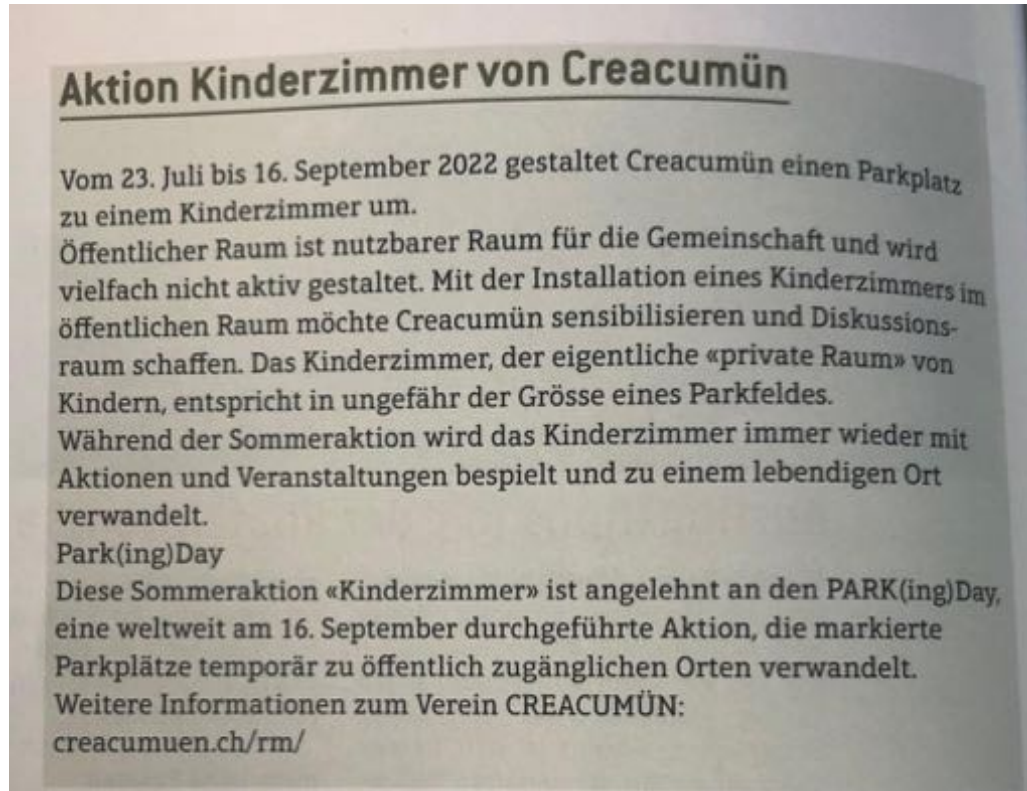 Aktion Kinderzimmer von Creacumün
Vom 23. Juli bis 16. September 2022 gestaltet Creacumün einen Parkplatz
zu einem Kinderzimmer um.
Öffentlicher Raum ist nutzbarer Raum für die Gemeinschaft und wird
vielfach nicht aktiv gestaltet. Mit der Installation eines Kinderzimmers im
öffentlichen Raum möchte Creacumün sensibilisieren und Diskussions-
raum schaffen. Das Kinderzimmer, der eigentliche «private Raum» von
Kindern, entspricht in ungefähr der Grösse eines Parkfeldes.
Während der Sommeraktion wird das Kinderzimmer immer wieder mit
Aktionen und Veranstaltungen bespielt und zu einem lebendigen Ort
verwandelt.
Park(ing)Day
Diese Sommeraktion «Kinderzimmer» ist angelehnt an den PARK(ing)Day,
eine weltweit am 16. September durchgeführte Aktion, die markierte
Parkplätze temporär zu öffentlich zugänglichen Orten verwandelt.
Weitere Informationen zum Verein CREACUMÜN:
creacumuen.ch/rm/